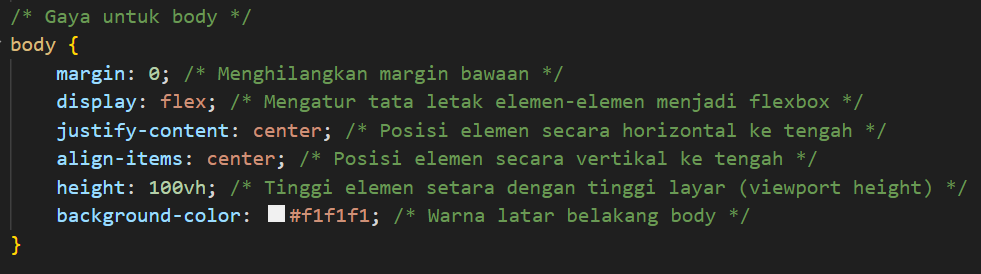 /* Gaya untuk body */
body {
    margin: 0; /* Menghilangkan margin bawaan */
    display: flex; /* Mengatur tata letak elemen-elemen menjadi flexbox */
    justify-content: center; /* Posisi elemen secara horizontal ke tengah */
    align-items: center; /* Posisi elemen secara vertikal ke tengah */
    height: 100vh; /* Tinggi elemen setara dengan tinggi layar (viewport height) */
    background-color: #f1f1f1; /* Warna latar belakang body */
}